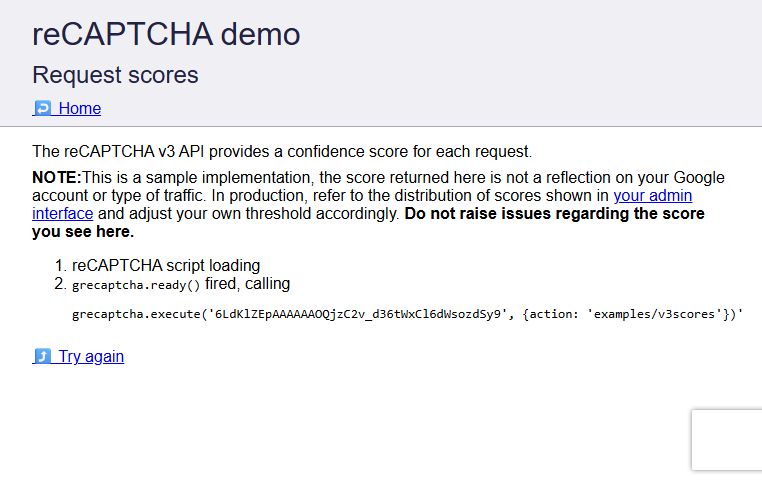 reCAPTCHA demo
Request scores
Home
The reCAPTCHA v3 API provides a confidence score for each request.
NOTE:This is a sample implementation, the score returned here is not a reflection on your Google
account or type of traffic. In production, refer to the distribution of scores shown in your admin
interface and adjust your own threshold accordingly. Do not raise issues regarding the score
you see here.
1. reCAPTCHA script loading
2. grecaptcha.ready() fired, calling
grecaptcha.execute('6LdKlZEpAAAAAAOQjzC2v_d36tWxCl6dWsozdSy9', {action: 'examples/v3scores'})'
Try again